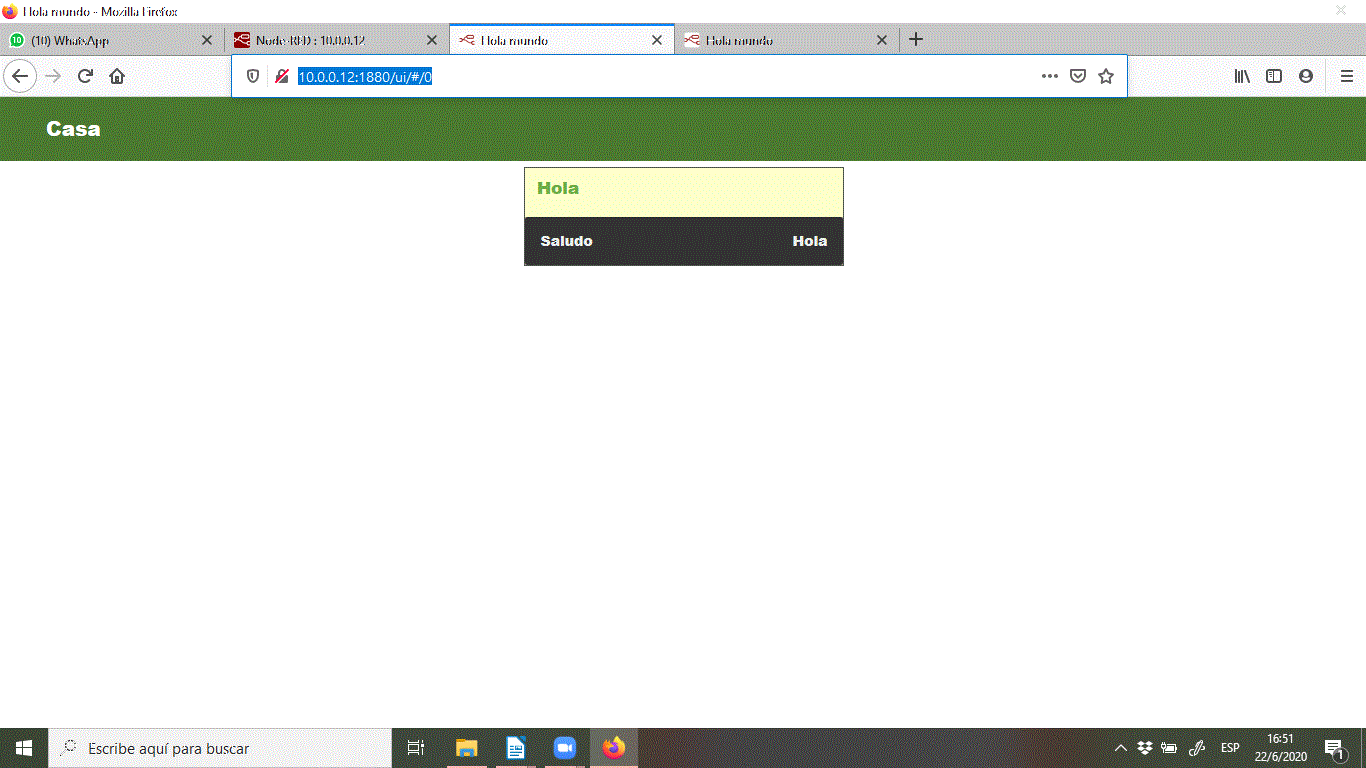 Hola mundo - Mozilla Firefox
(10) WhatsApp
Node-RED : 10.0.0.12
Hola mundo
Hola mundo
10.0.0.12:1880/ui/#/0
Casa
Hola
Saludo Hola
Escribe aquí para buscar
ESP
16:51
22/6/2020
1